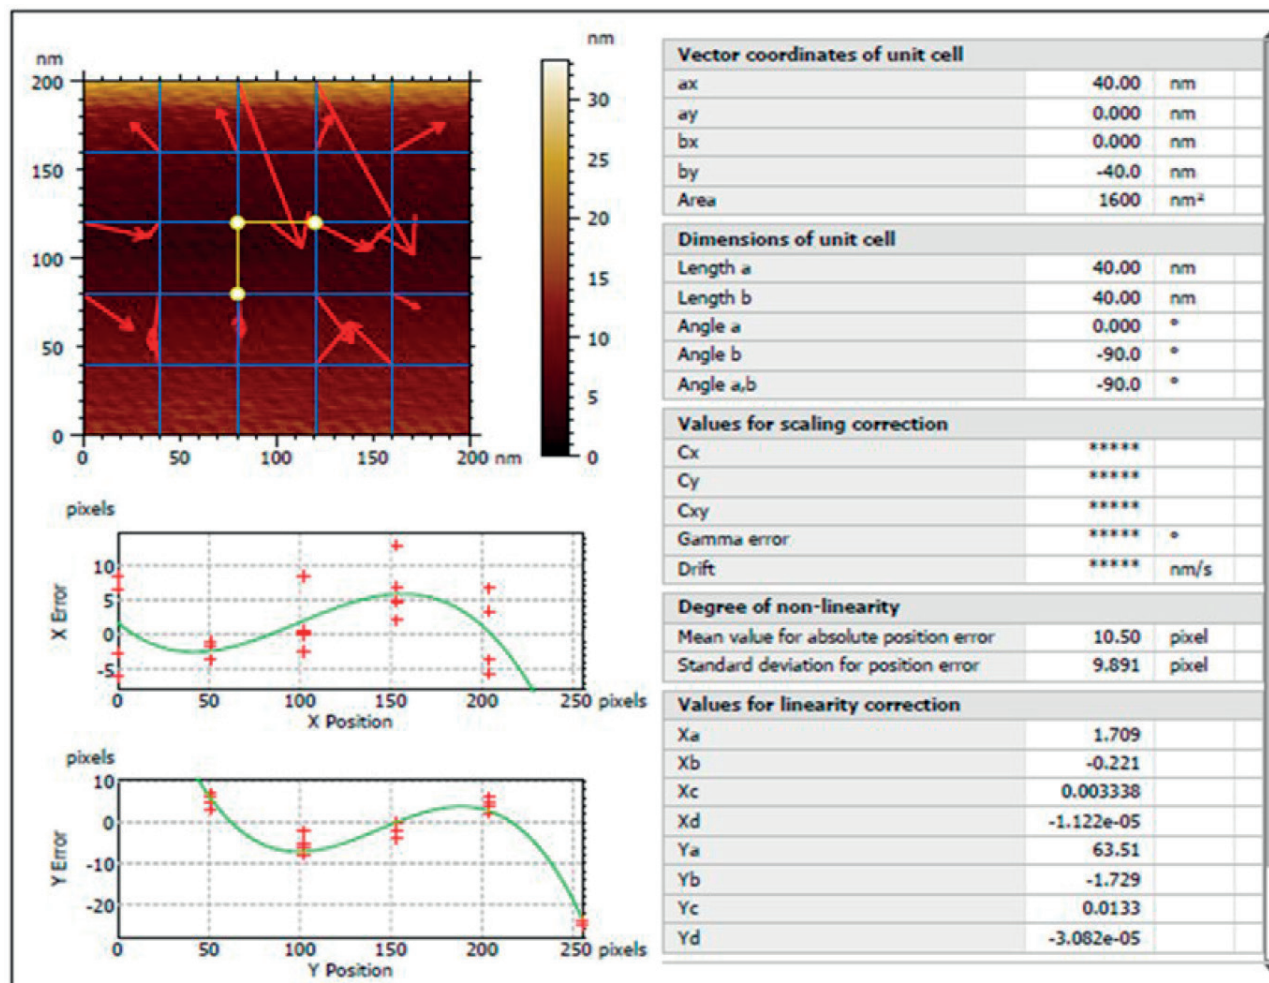 nm
200
150
100
50
0
0 50 100 150 200 nm
nm
30
25
20
15
10
5
0
pixels
X Error
10
5
0
-5
0 50 100 150 200 250 pixels
X Position
pixels
Y Error
10
0
-10
-20
0 50 100 150 200 250 pixels
Y Position
Vector coordinates of unit cell
ax 40.00 nm
ay 0.000 nm
bx 0.000 nm
by -40.0 nm
Area 1600 nm²
Dimensions of unit cell
Length a 40.00 nm
Length b 40.00 nm
Angle a 0.000 °
Angle b -90.0 °
Angle a,b -90.0 °
Values for scaling correction
Cx *****
Cy *****
Cxy *****
Gamma error ***** °
Drift ***** nm/s
Degree of non-linearity
Mean value for absolute position error 10.50 pixel
Standard deviation for position error 9.891 pixel
Values for linearity correction
Xa 1.709
Xb -0.221
Xc 0.003338
Xd -1.122e-05
Ya 63.51
Yb -1.729
Yc 0.0133
Yd -3.082e-05